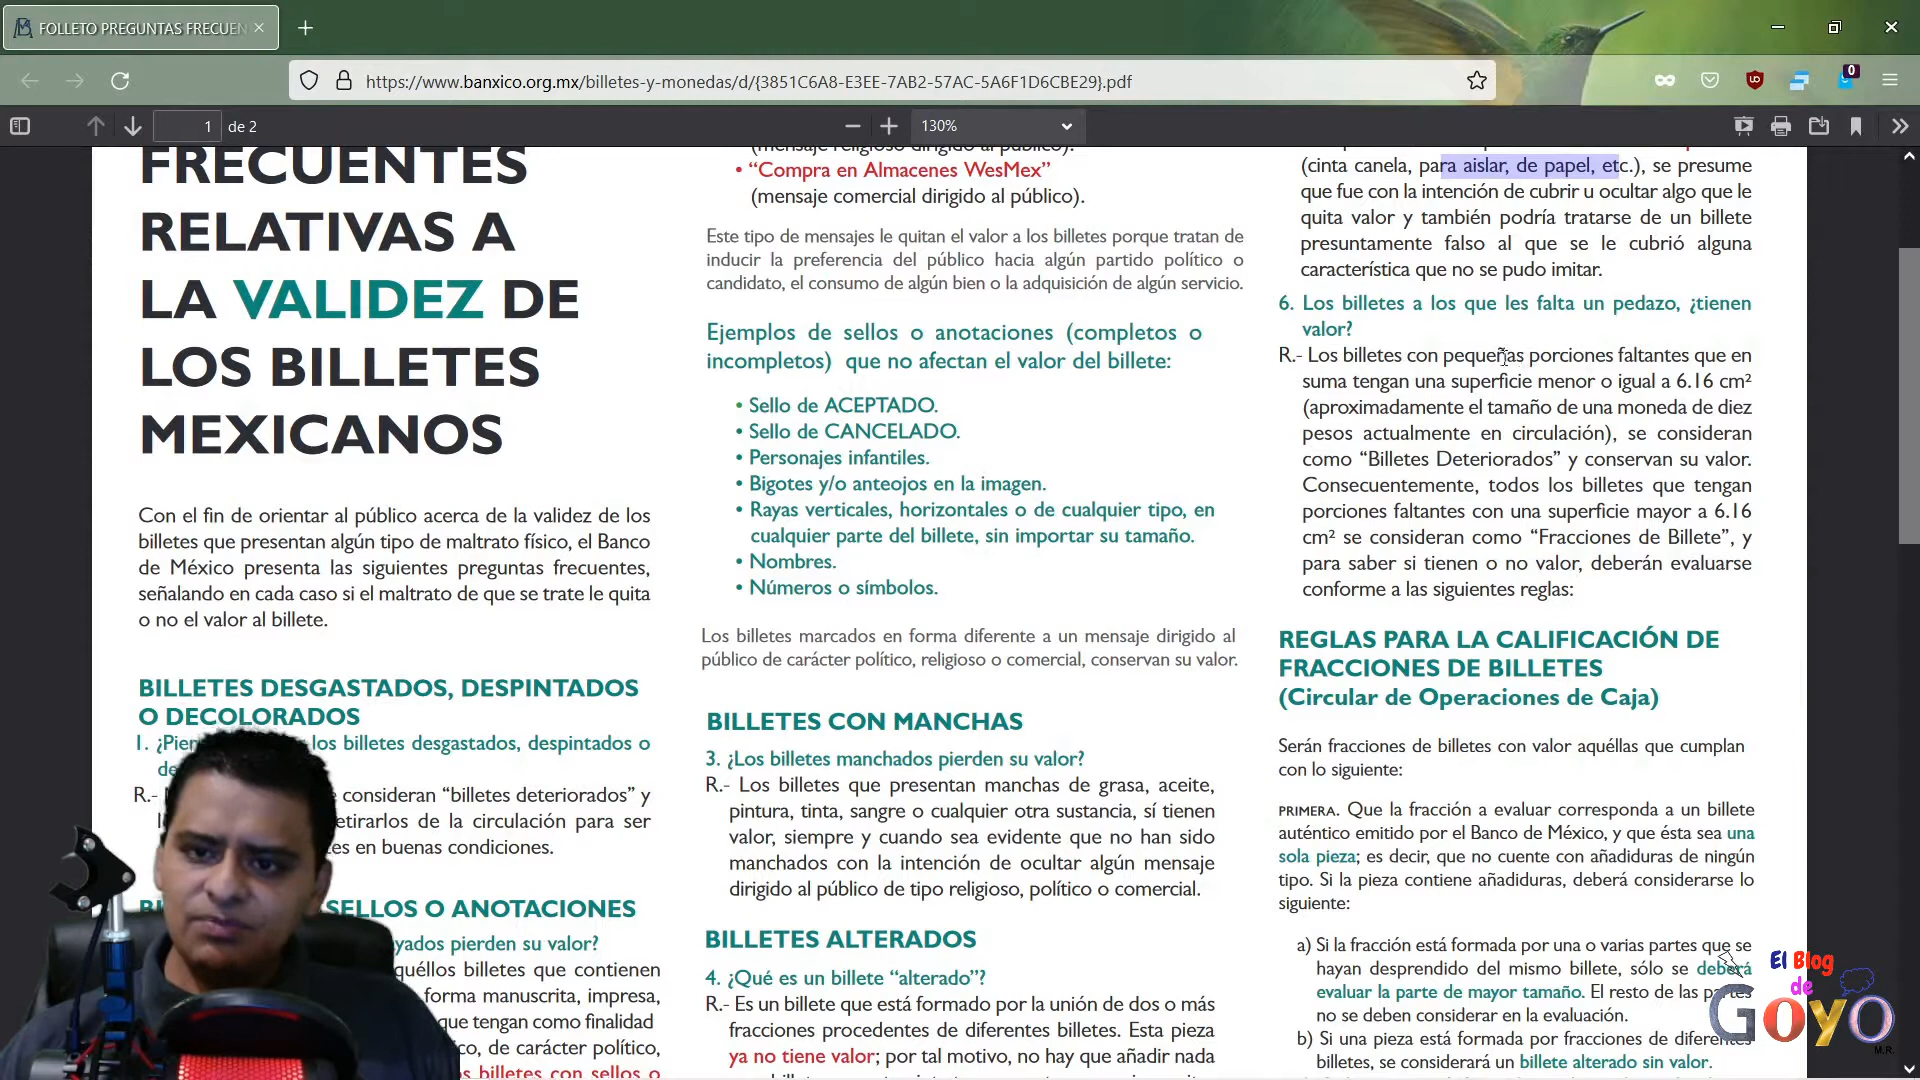 FOLLETO PREGUNTAS FRECUEN
https://www.banxico.org.mx/billetes-y-monedas/d/{3851C6A8-E3EE-7AB2-57AC-5A6F1D6CBE29}.pdf
0
1 de 2
130%
FRECUENTES
RELATIVAS A
LA VALIDEZ DE
LOS BILLETES
MEXICANOS
Con el fin de orientar al público acerca de la validez de los
billetes que presentan algún tipo de maltrato físico, el Banco
de México presenta las siguientes preguntas frecuentes,
señalando en cada caso si el maltrato de que se trate le quita
o no el valor al billete.
BILLETES DESGASTADOS, DESPINTADOS
O DECOLORADOS
1. los billetes desgastados, despintados o
R.- consideran “billetes deteriorados” y
retirarlos de la circulación para ser
en buenas condiciones.
SELLOS O ANOTACIONES
pierden su valor?
aquéllos billetes que contienen
forma manuscrita, impresa,
que tengan como finalidad
de carácter político,
los billetes con sellos o
(mensaje religioso dirigido al público).
• “Compra en Almacenes WesMex”
(mensaje comercial dirigido al público).
Este tipo de mensajes le quitan el valor a los billetes porque tratan de
inducir la preferencia del público hacia algún partido político o
candidato, el consumo de algún bien o la adquisición de algún servicio.
Ejemplos de sellos o anotaciones (completos o
incompletos) que no afectan el valor del billete:
• Sello de ACEPTADO.
• Sello de CANCELADO.
• Personajes infantiles.
• Bigotes y/o anteojos en la imagen.
• Rayas verticales, horizontales o de cualquier tipo, en
cualquier parte del billete, sin importar su tamaño.
• Nombres.
• Números o símbolos.
Los billetes marcados en forma diferente a un mensaje dirigido al
público de carácter político, religioso o comercial, conservan su valor.
BILLETES CON MANCHAS
3. ¿Los billetes manchados pierden su valor?
R.- Los billetes que presentan manchas de grasa, aceite,
pintura, tinta, sangre o cualquier otra sustancia, sí tienen
valor, siempre y cuando sea evidente que no han sido
manchados con la intención de ocultar algún mensaje
dirigido al público de tipo religioso, político o comercial.
BILLETES ALTERADOS
4. ¿Qué es un billete “alterado”?
R.- Es un billete que está formado por la unión de dos o más
fracciones procedentes de diferentes billetes. Esta pieza
ya no tiene valor; por tal motivo, no hay que añadir nada
(cinta canela, para aislar, de papel, etc.), se presume
que fue con la intención de cubrir u ocultar algo que le
quita valor y también podría tratarse de un billete
presuntamente falso al que se le cubrió alguna
característica que no se pudo imitar.
6. Los billetes a los que les falta un pedazo, ¿tienen
valor?
R.- Los billetes con pequeñas porciones faltantes que en
suma tengan una superficie menor o igual a 6.16 cm²
(aproximadamente el tamaño de una moneda de diez
pesos actualmente en circulación), se consideran
como “Billetes Deteriorados” y conservan su valor.
Consecuentemente, todos los billetes que tengan
porciones faltantes con una superficie mayor a 6.16
cm² se consideran como “Fracciones de Billete”, y
para saber si tienen o no valor, deberán evaluarse
conforme a las siguientes reglas:
REGLAS PARA LA CALIFICACIÓN DE
FRACCIONES DE BILLETES
(Circular de Operaciones de Caja)
Serán fracciones de billetes con valor aquéllas que cumplan
con lo siguiente:
PRIMERA. Que la fracción a evaluar corresponda a un billete
auténtico emitido por el Banco de México, y que ésta sea una
sola pieza; es decir, que no cuente con añadiduras de ningún
tipo. Si la pieza contiene añadiduras, deberá considerarse lo
siguiente:
a) Si la fracción está formada por una o varias partes que se
hayan desprendido del mismo billete, sólo se deberá
evaluar la parte de mayor tamaño. El resto de las partes
no se deben considerar en la evaluación.
b) Si una pieza está formada por fracciones de diferentes
billetes, se considerará un billete alterado sin valor.
El Blog
de
GOYO
M.R.